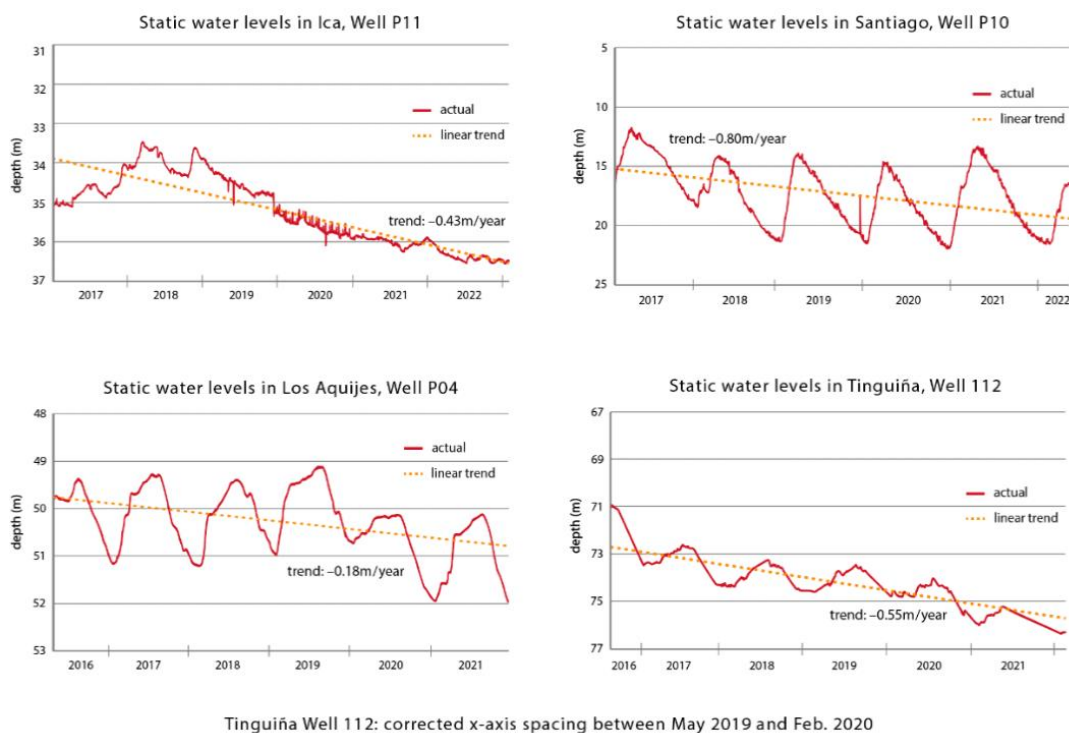 Static water levels in Ica, Well P11
31
32
33
34
35
36
37
depth (m)
actual
linear trend
trend: –0.43m/year
2017 2018 2019 2020 2021 2022
Static water levels in Santiago, Well P10
5
10
15
20
25
depth (m)
actual
linear trend
trend: –0.80m/year
2017 2018 2019 2020 2021 2022
Static water levels in Los Aquijes, Well P04
48
49
50
51
52
53
depth (m)
actual
linear trend
trend: –0.18m/year
2016 2017 2018 2019 2020 2021
Static water levels in Tinguiña, Well 112
67
69
71
73
75
77
depth (m)
actual
linear trend
trend: –0.55m/year
2016 2017 2018 2019 2020 2021
Tinguiña Well 112: corrected x-axis spacing between May 2019 and Feb. 2020